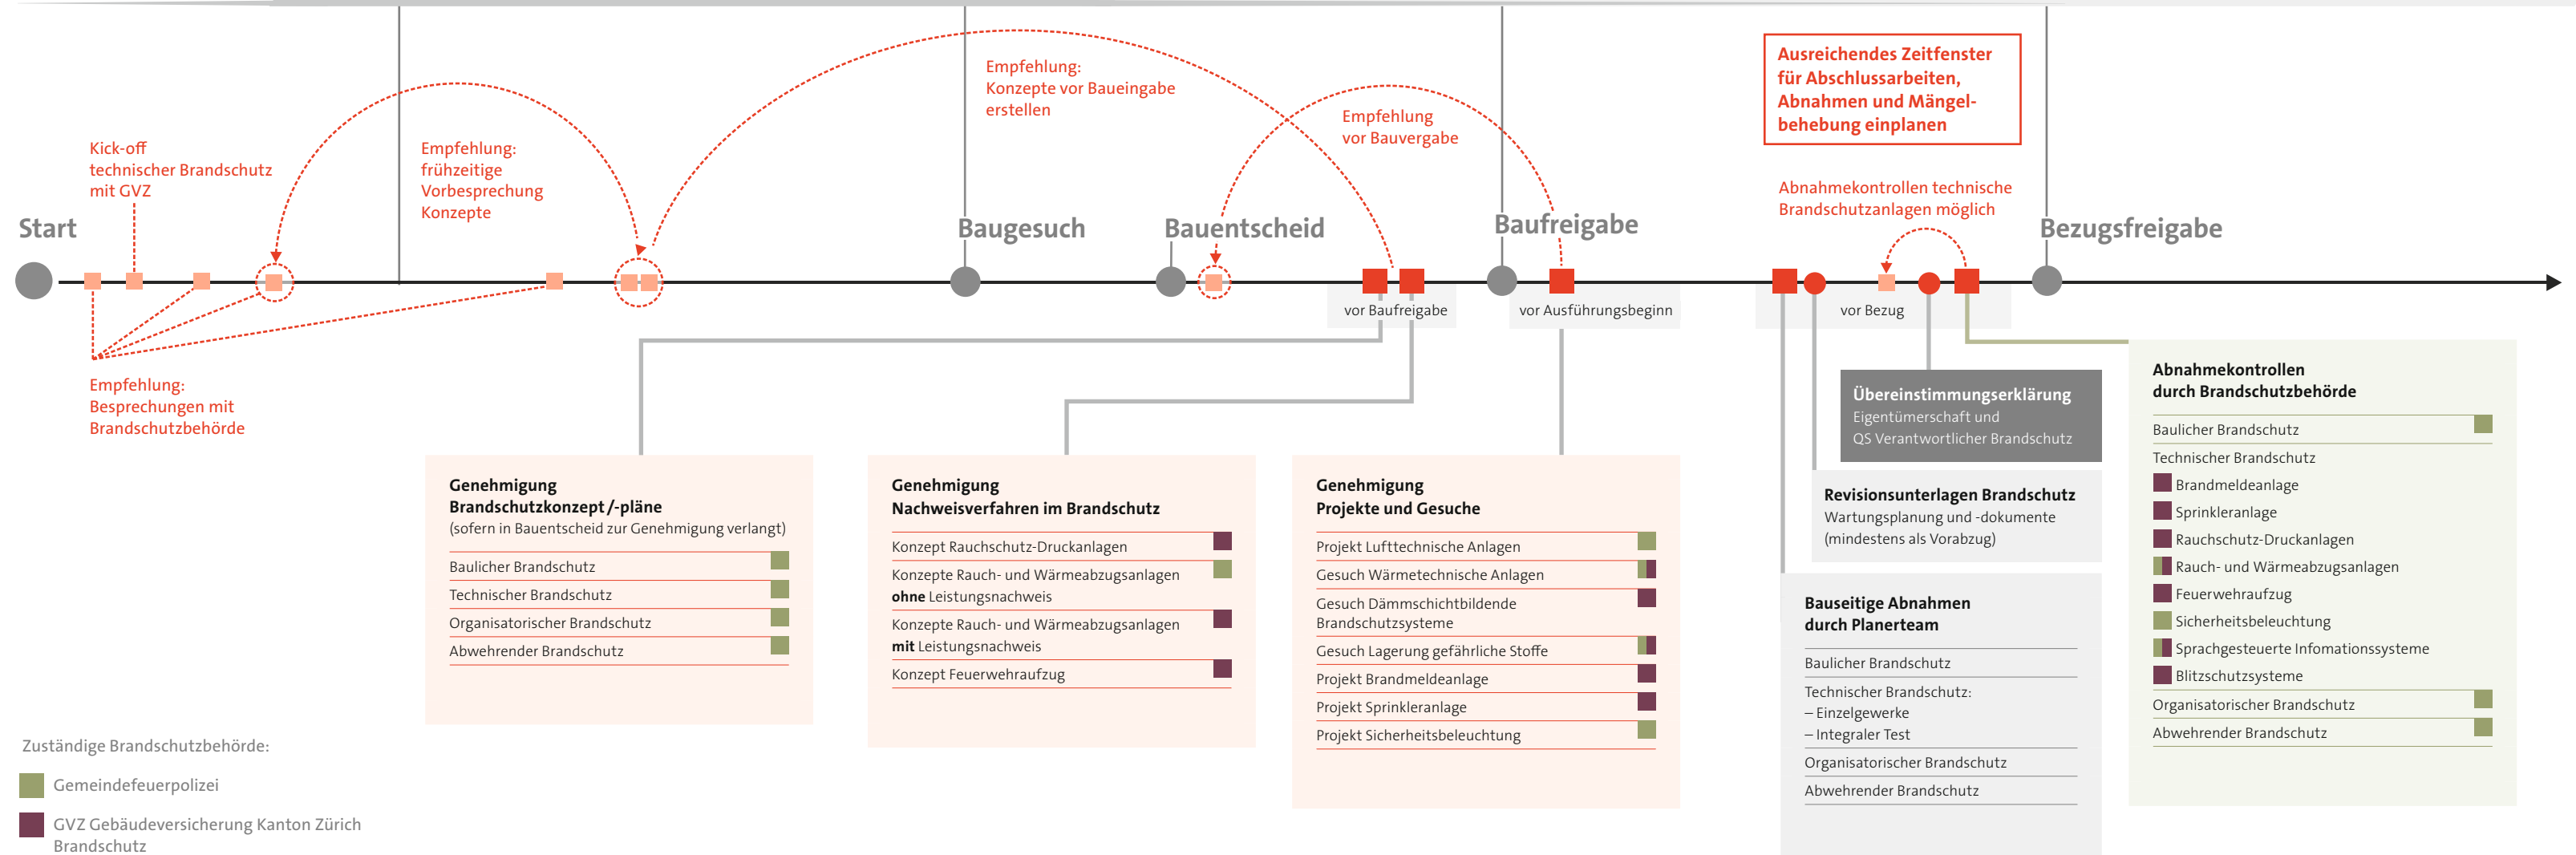 Ausreichendes Zeitfenster
für Abschlussarbeiten,
Abnahmen und Mängel-
behebung einplanen
Empfehlung:
Konzepte vor Baueingabe
erstellen
Empfehlung
vor Bauvergabe
Kick-off
technischer Brandschutz
mit GVZ
Empfehlung:
frühzeitige
Vorbesprechung
Konzepte
Abnahmekontrollen technische
Brandschutzanlagen möglich
Start
Baugesuch
Bauentscheid
Baufreigabe
Bezugsfreigabe
vor Baufreigabe
vor Ausführungsbeginn
vor Bezug
Empfehlung:
Besprechungen mit
Brandschutzbehörde
Genehmigung
Brandschutzkonzept/-pläne
(sofern in Bauentscheid zur Genehmigung verlangt)
Baulicher Brandschutz
Technischer Brandschutz
Organisatorischer Brandschutz
Abwehrender Brandschutz
Genehmigung
Nachweisverfahren im Brandschutz
Konzept Rauchschutz-Druckanlagen
Konzepte Rauch- und Wärmeabzugsanlagen
ohne Leistungsnachweis
Konzepte Rauch- und Wärmeabzugsanlagen
mit Leistungsnachweis
Konzept Feuerwehraufzug
Genehmigung
Projekte und Gesuche
Projekt Lufttechnische Anlagen
Gesuch Wärmetechnische Anlagen
Gesuch Dämmschichtbildende
Brandschutzsysteme
Gesuch Lagerung gefährliche Stoffe
Projekt Brandmeldeanlage
Projekt Sprinkleranlage
Projekt Sicherheitsbeleuchtung
Übereinstimmungserklärung
Eigentümerschaft und
QS Verantwortlicher Brandschutz
Revisionsunterlagen Brandschutz
Wartungsplanung und -dokumente
(mindestens als Vorabzug)
Bauseitige Abnahmen
durch Planerteam
Baulicher Brandschutz
Technischer Brandschutz:
– Einzelgewerke
– Integraler Test
Organisatorischer Brandschutz
Abwehrender Brandschutz
Abnahmekontrollen
durch Brandschutzbehörde
Baulicher Brandschutz
Technischer Brandschutz
Brandmeldeanlage
Sprinkleranlage
Rauchschutz-Druckanlagen
Rauch- und Wärmeabzugsanlagen
Feuerwehraufzug
Sicherheitsbeleuchtung
Sprachgesteuerte Infomationssysteme
Blitzschutzsysteme
Organisatorischer Brandschutz
Abwehrender Brandschutz
Zuständige Brandschutzbehörde:
Gemeindefeuerpolizei
GVZ Gebäudeversicherung Kanton Zürich
Brandschutz